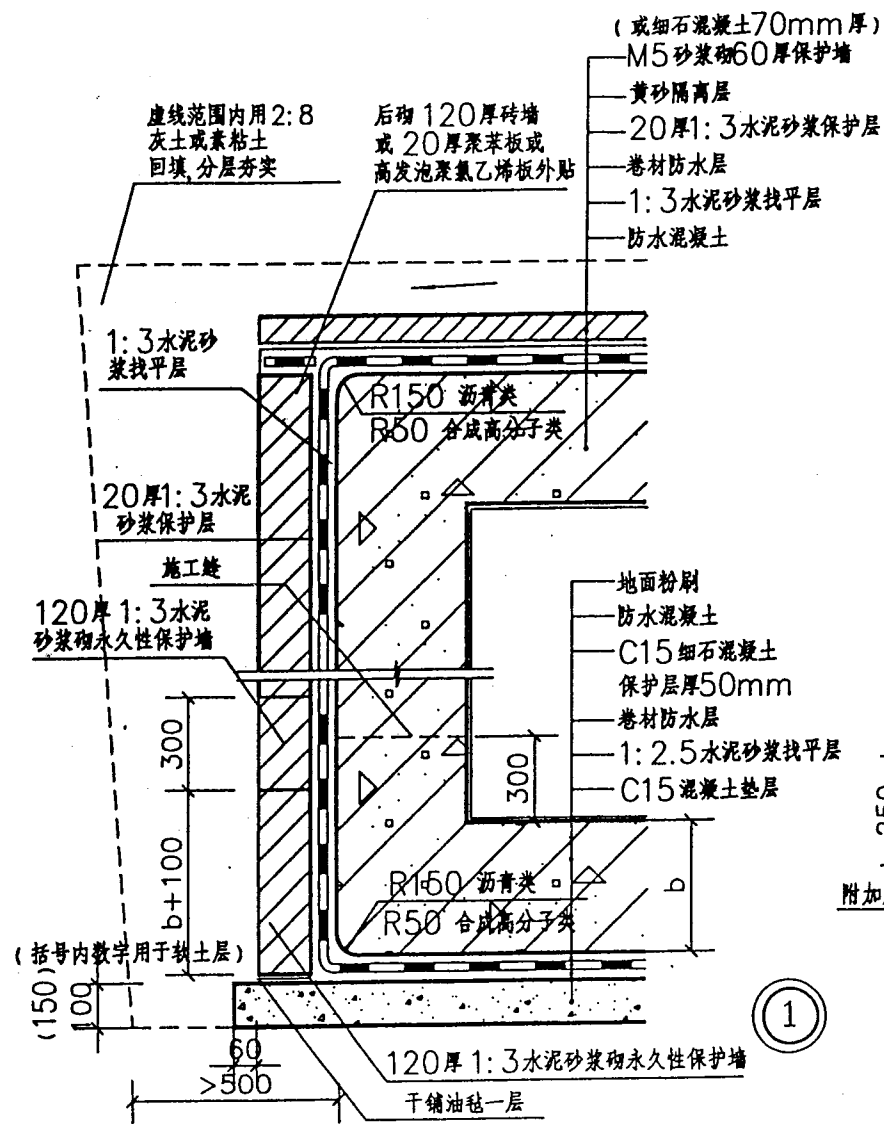 (或细石混凝土70mm厚)
M5砂浆砌60厚保护墙
黄砂隔离层
20厚1:3水泥砂浆保护层
卷材防水层
1:3水泥砂浆找平层
防水混凝土
虚线范围内用2:8
灰土或素粘土
回填,分层夯实
后砌120厚砖墙
或20厚聚苯板或
高发泡聚氯乙烯板外贴
1:3水泥砂
浆找平层
R150 沥青类
R50 合成高分子类
20厚1:3水泥
砂浆保护层
施工缝
120厚1:3水泥
砂浆砌永久性保护墙
地面粉刷
防水混凝土
C15细石混凝土
保护层厚50mm
卷材防水层
1:2.5水泥砂浆找平层
C15混凝土垫层
300
300
b+100
b
R150 沥青类
R50 合成高分子类
(括号内数字用于软土层)
(150)
100
60
>500
120厚1:3水泥砂浆砌永久性保护墙
干铺油毡一层
1
附加